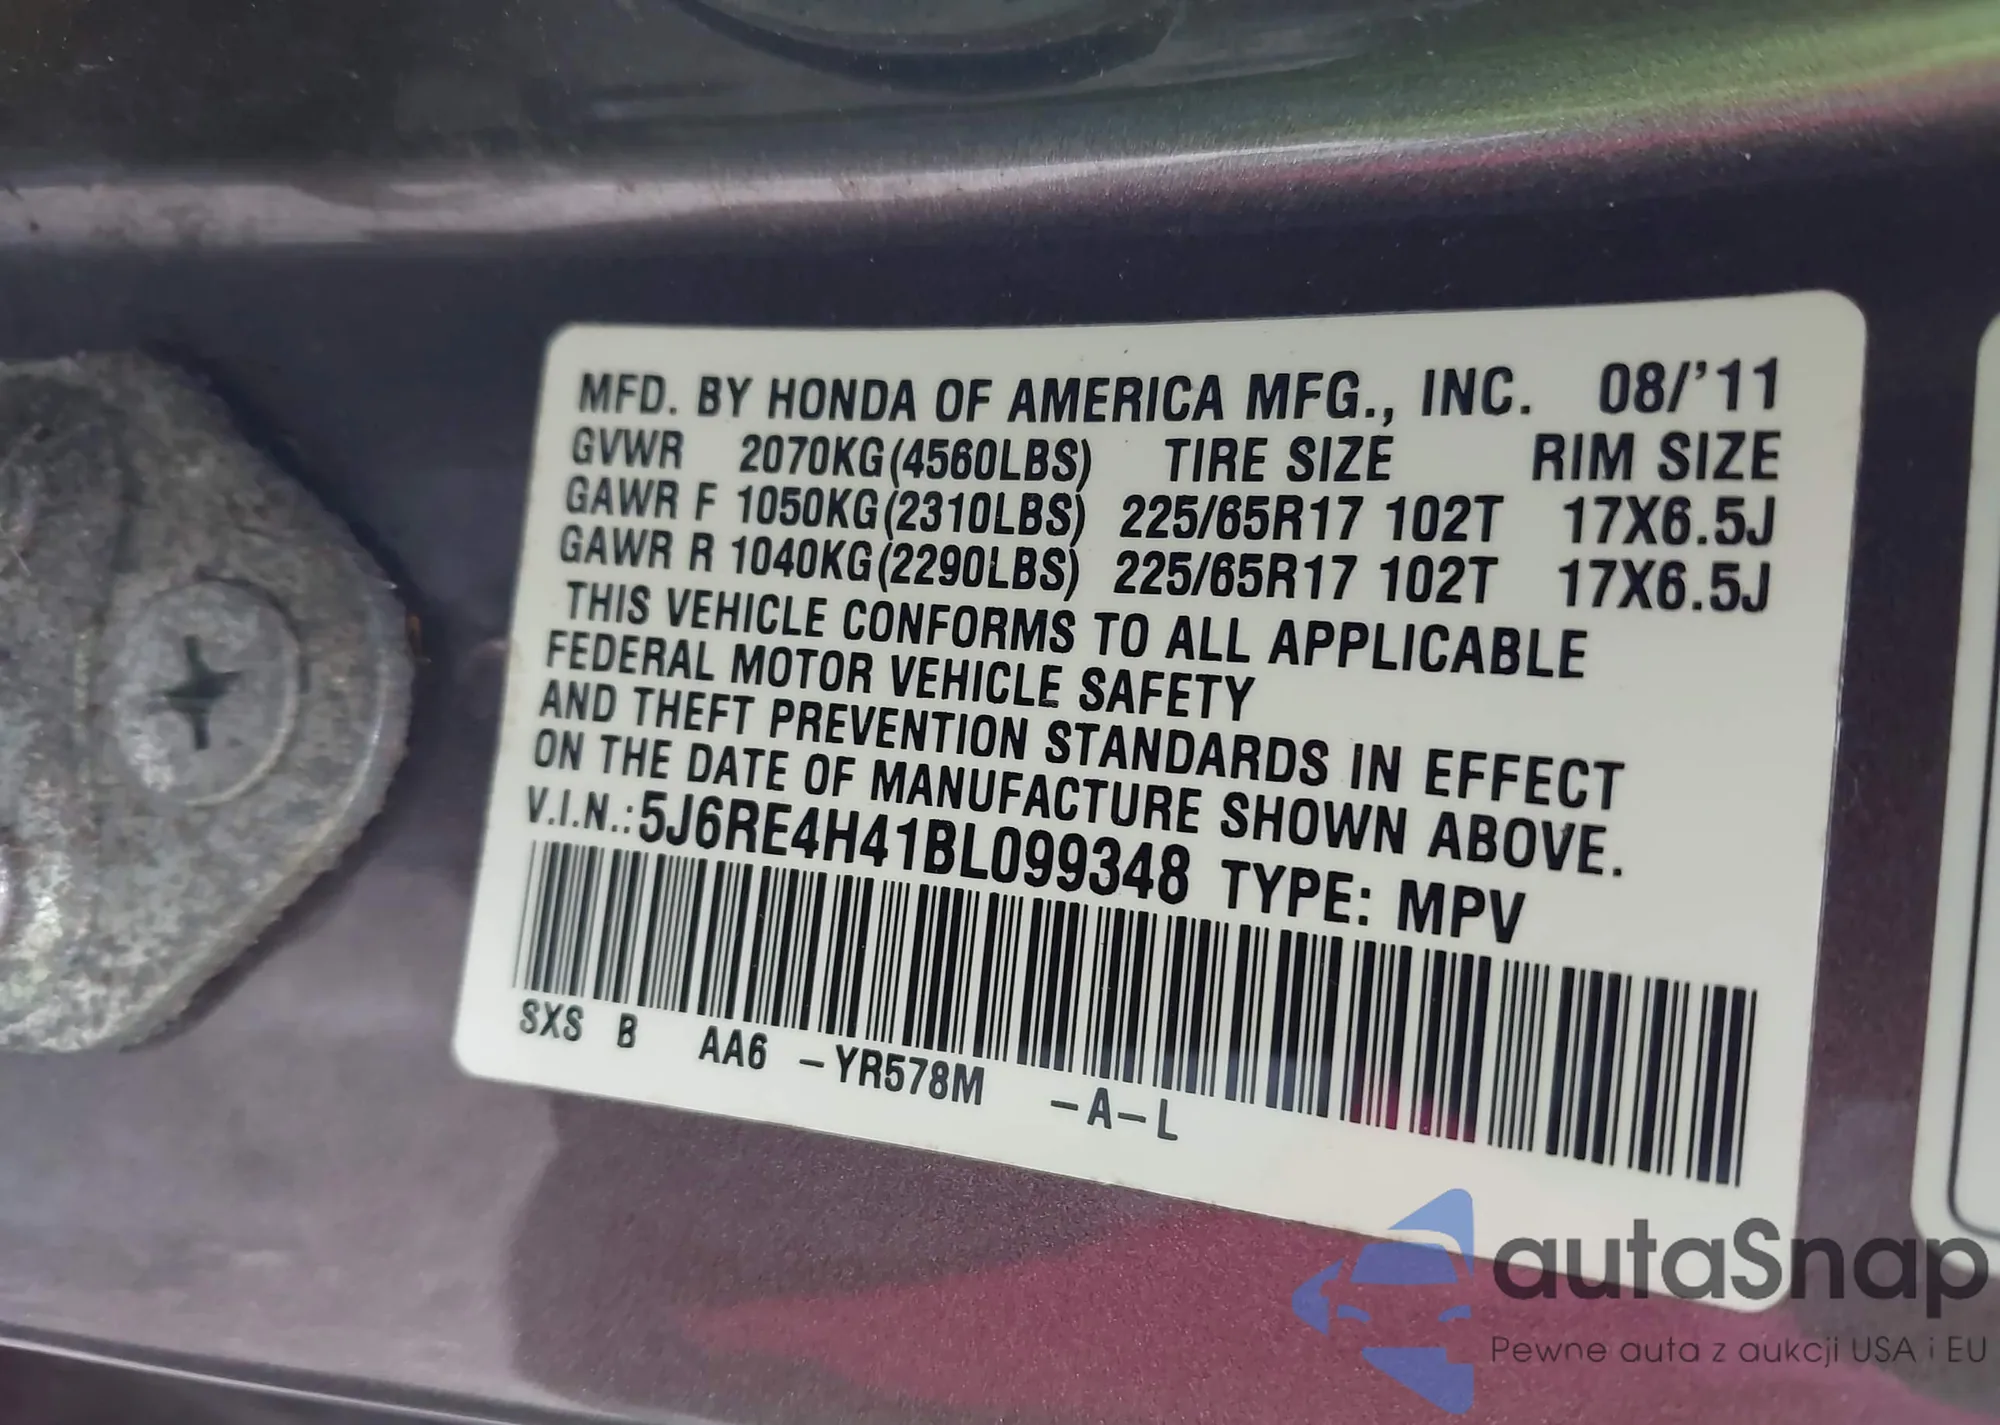 MFD. BY HONDA OF AMERICA MFG., INC. 08/'11
GVWR 2070KG(4560LBS) TIRE SIZE RIM SIZE
GAWR F 1050KG(2310LBS) 225/65R17 102T 17X6.5J
GAWR R 1040KG(2290LBS) 225/65R17 102T 17X6.5J
THIS VEHICLE CONFORMS TO ALL APPLICABLE
FEDERAL MOTOR VEHICLE SAFETY
AND THEFT PREVENTION STANDARDS IN EFFECT
ON THE DATE OF MANUFACTURE SHOWN ABOVE.
V.I.N.:5J6RE4H41BL099348 TYPE: MPV
SXS B AA6 -YR578M -A-L
autaSnap
Pewne auta z aukcji USA i EU